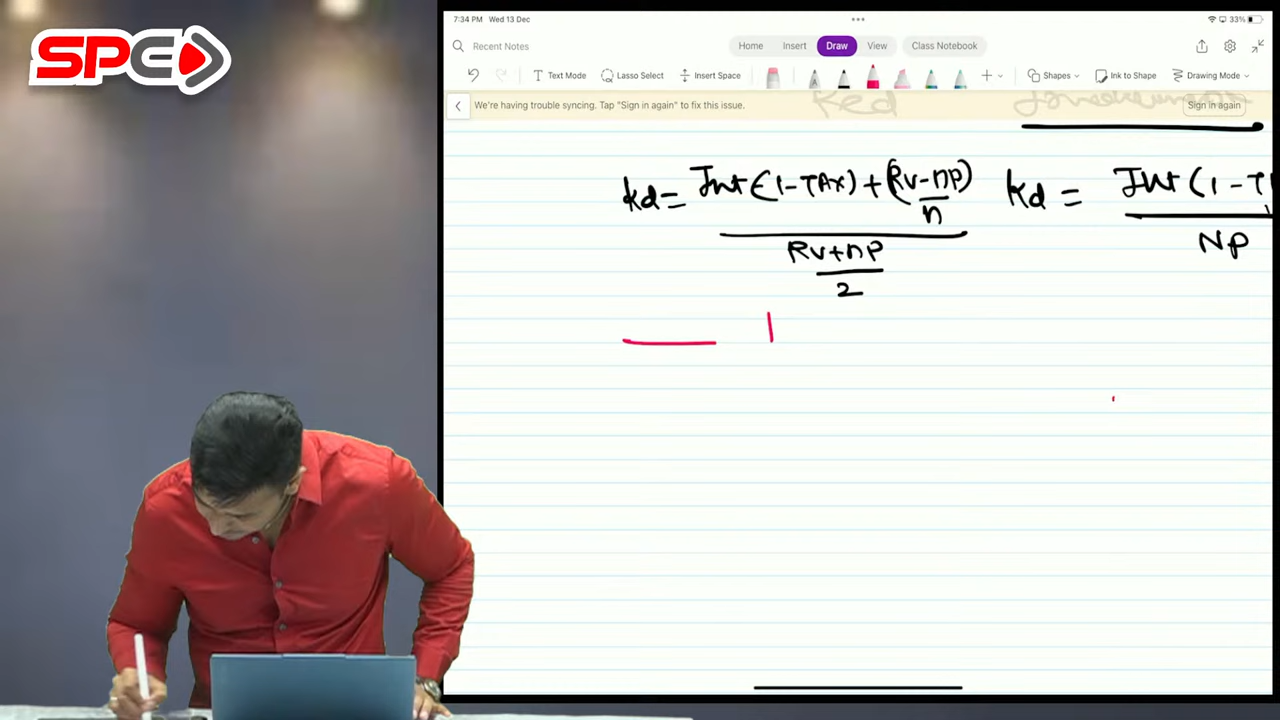 SPED
7:34 PM Wed 13 Dec
33%
Recent Notes
Home Insert Draw View Class Notebook
Text Mode Lasso Select Insert Space Shapes Ink to Shape Drawing Mode
We're having trouble syncing. Tap "Sign in again" to fix this issue. Sign in again
Red
kd = Int (1-TAX) + (RV-NP)
n
RV+NP
2
Kd = Int (1-T
NP